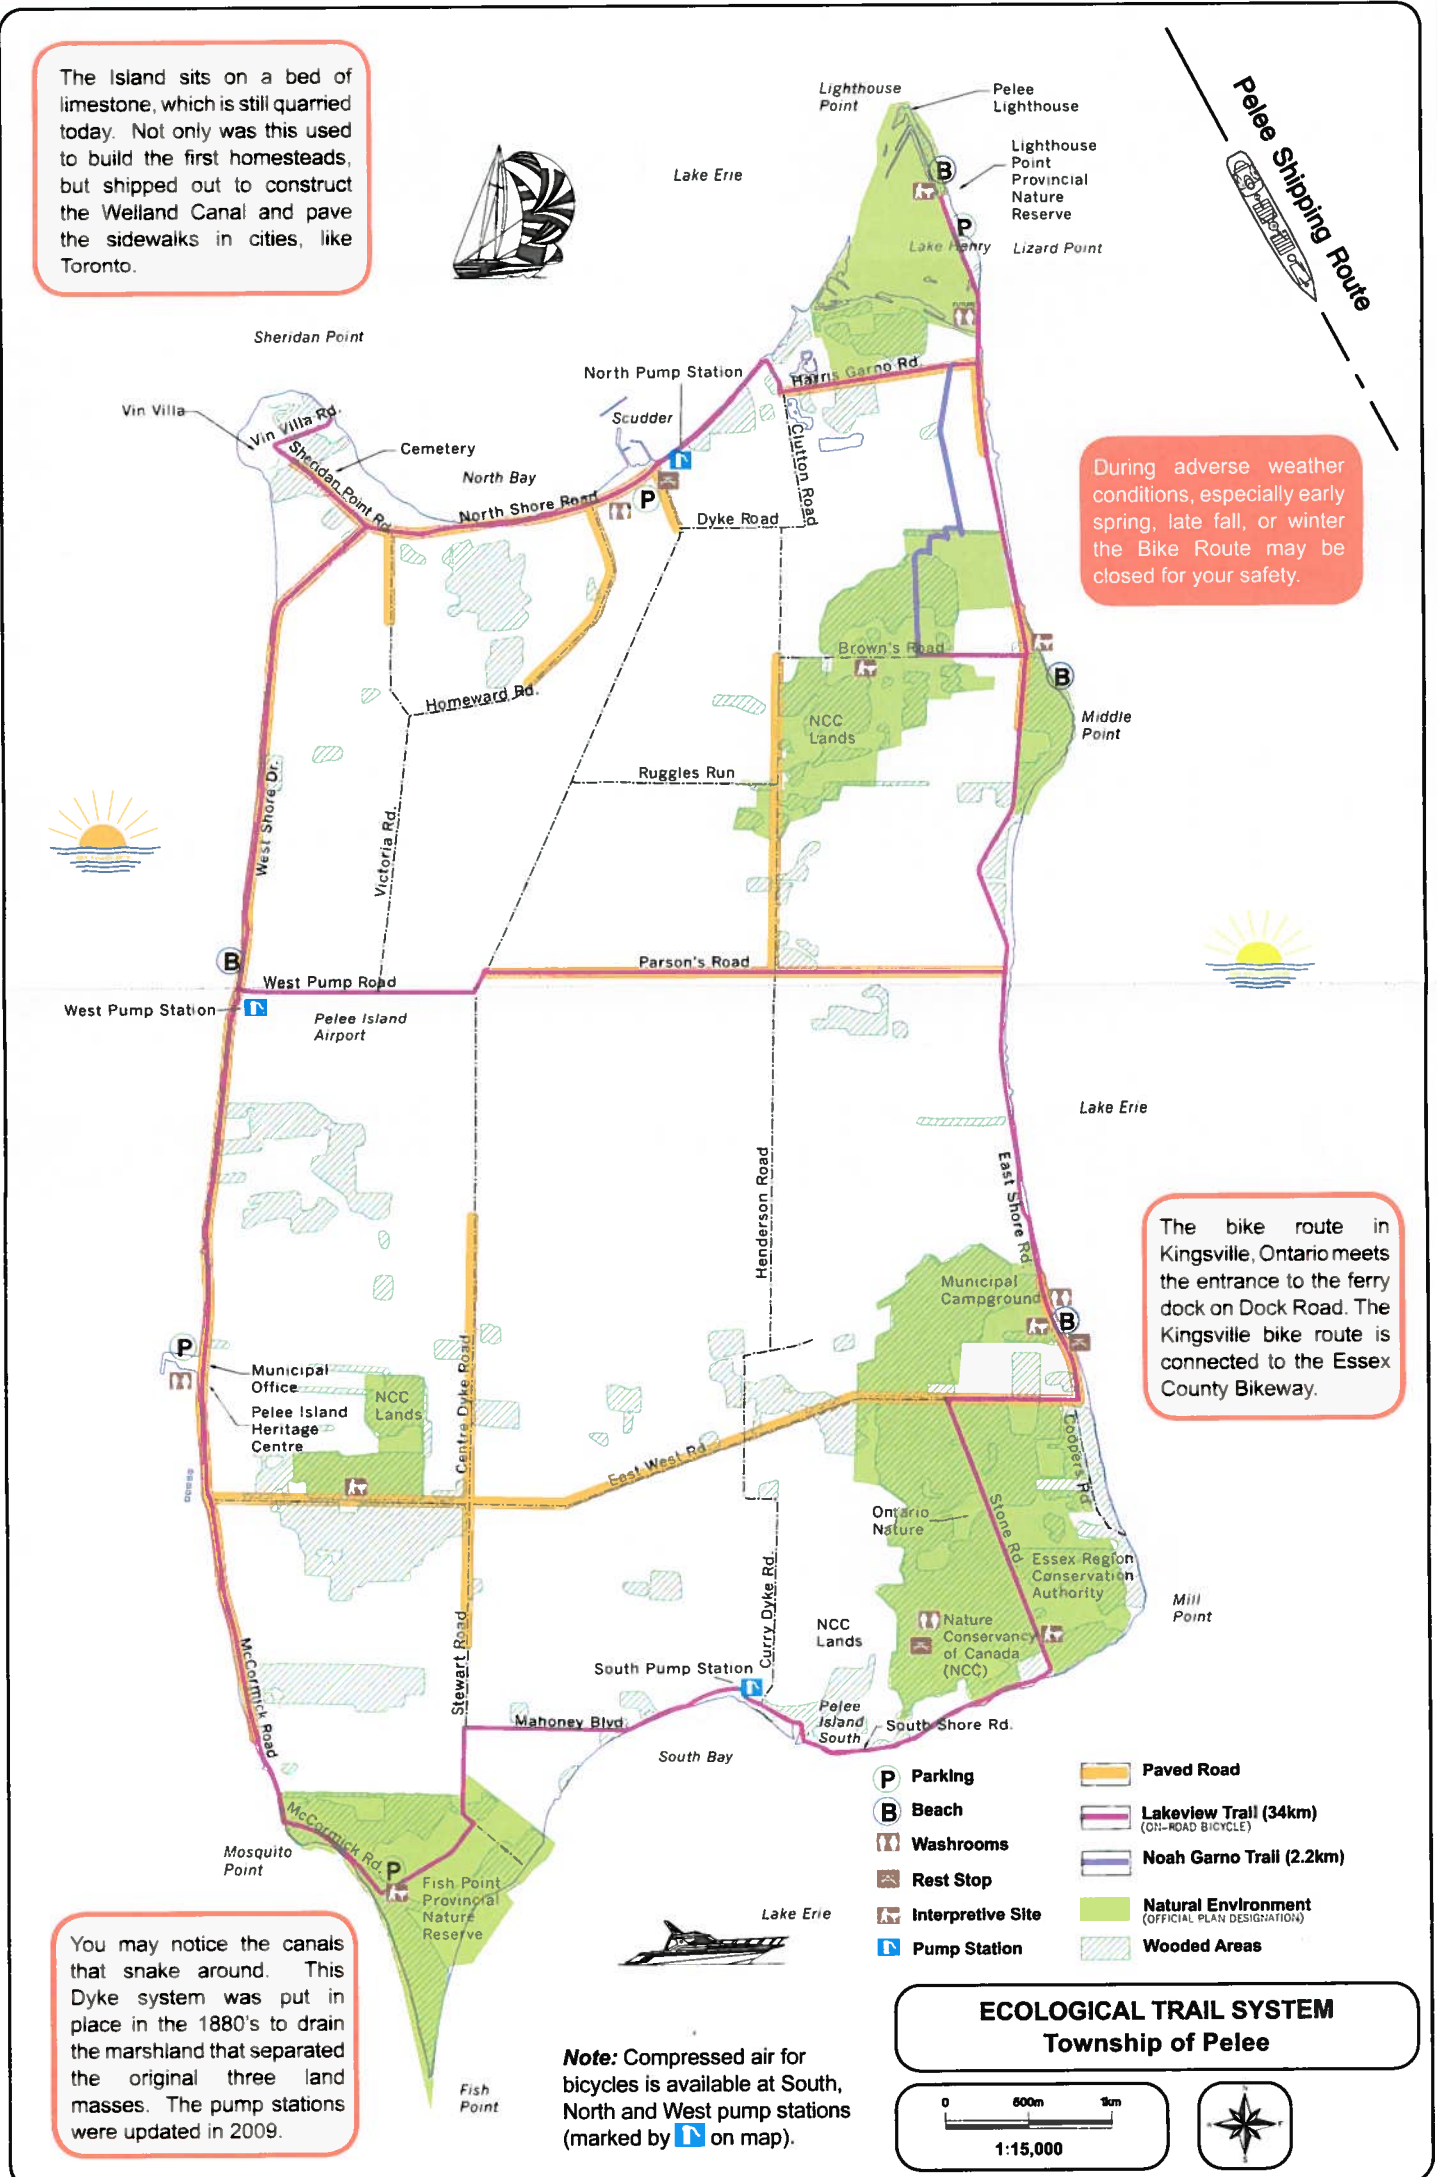 The Island sits on a bed of
limestone, which is still quarried
today. Not only was this used
to build the first homesteads,
but shipped out to construct
the Welland Canal and pave
the sidewalks in cities, like
Toronto.
Lighthouse
Point
Pelee
Lighthouse
Lighthouse
Point
Provincial
Nature
Reserve
B
P
Lake Henry
Lizard Point
Lake Erie
Pelee Shipping Route
Sheridan Point
North Pump Station
Harris Garno Rd.
Vin Villa
Vin Villa Rd.
Scudder
Cemetery
Sheridan Point Rd.
North Bay
North Shore Road
P
Dyke Road
Clutton Road
During adverse weather
conditions, especially early
spring, late fall, or winter
the Bike Route may be
closed for your safety.
Brown's Road
B
Homeward Rd.
NCC
Lands
Middle
Point
Ruggles Run
West Shore Dr.
Victoria Rd.
B
Parson's Road
West Pump Road
West Pump Station
Pelee Island
Airport
Lake Erie
East Shore Rd.
Henderson Road
The bike route in
Kingsville, Ontario meets
the entrance to the ferry
dock on Dock Road. The
Kingsville bike route is
connected to the Essex
County Bikeway.
Municipal
Campground
B
P
Municipal
Office
Pelee Island
Heritage
Centre
NCC
Lands
Centre Dyke Road
East West Rd.
Coopers Rd.
Ontario
Nature
Stone Rd.
Essex Region
Conservation
Authority
Mill
Point
Curry Dyke Rd.
NCC
Lands
Nature
Conservancy
of Canada
(NCC)
McCormick Road
Stewart Road
South Pump Station
Mahoney Blvd.
Pelee
Island
South
South Shore Rd.
South Bay
McCormick Rd.
P
Mosquito
Point
Fish Point
Provincial
Nature
Reserve
Lake Erie
Fish
Point
P Parking
B Beach
Washrooms
Rest Stop
Interpretive Site
Pump Station
Paved Road
Lakeview Trail (34km)
(ON-ROAD BICYCLE)
Noah Garno Trail (2.2km)
Natural Environment
(OFFICIAL PLAN DESIGNATION)
Wooded Areas
You may notice the canals
that snake around. This
Dyke system was put in
place in the 1880's to drain
the marshland that separated
the original three land
masses. The pump stations
were updated in 2009.
Note: Compressed air for
bicycles is available at South,
North and West pump stations
(marked by on map).
ECOLOGICAL TRAIL SYSTEM
Township of Pelee
0 500m 1km
1:15,000